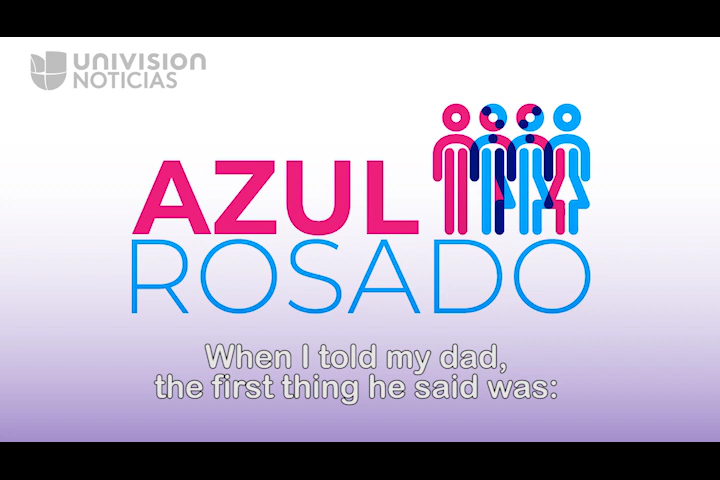 UNIVISION
NOTICIAS
AZUL
ROSADO
When I told my dad,
the first thing he said was: